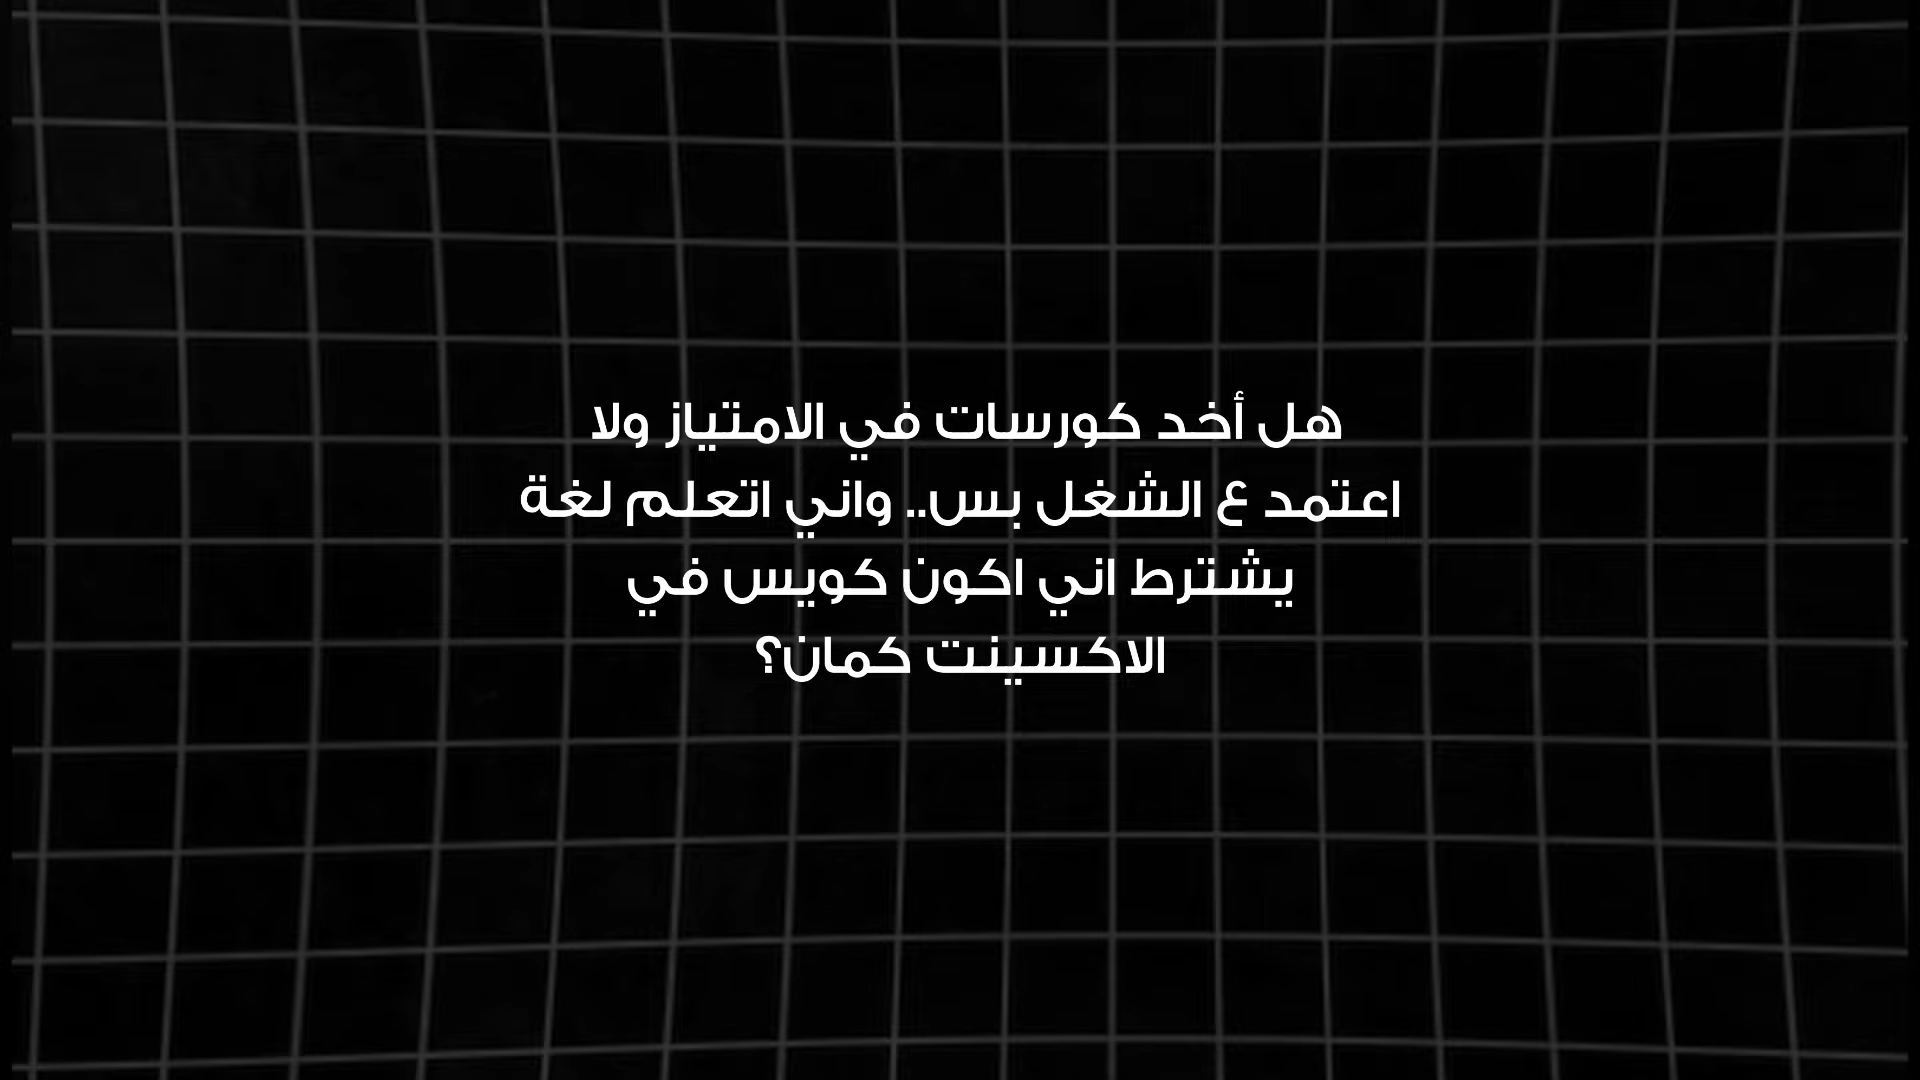 هل أخد كورسات في الامتياز ولا
اعتمد ع الشغل بس.. واني اتعلم لغة
يشترط اني اكون كويس في
الاكسينت كمان؟